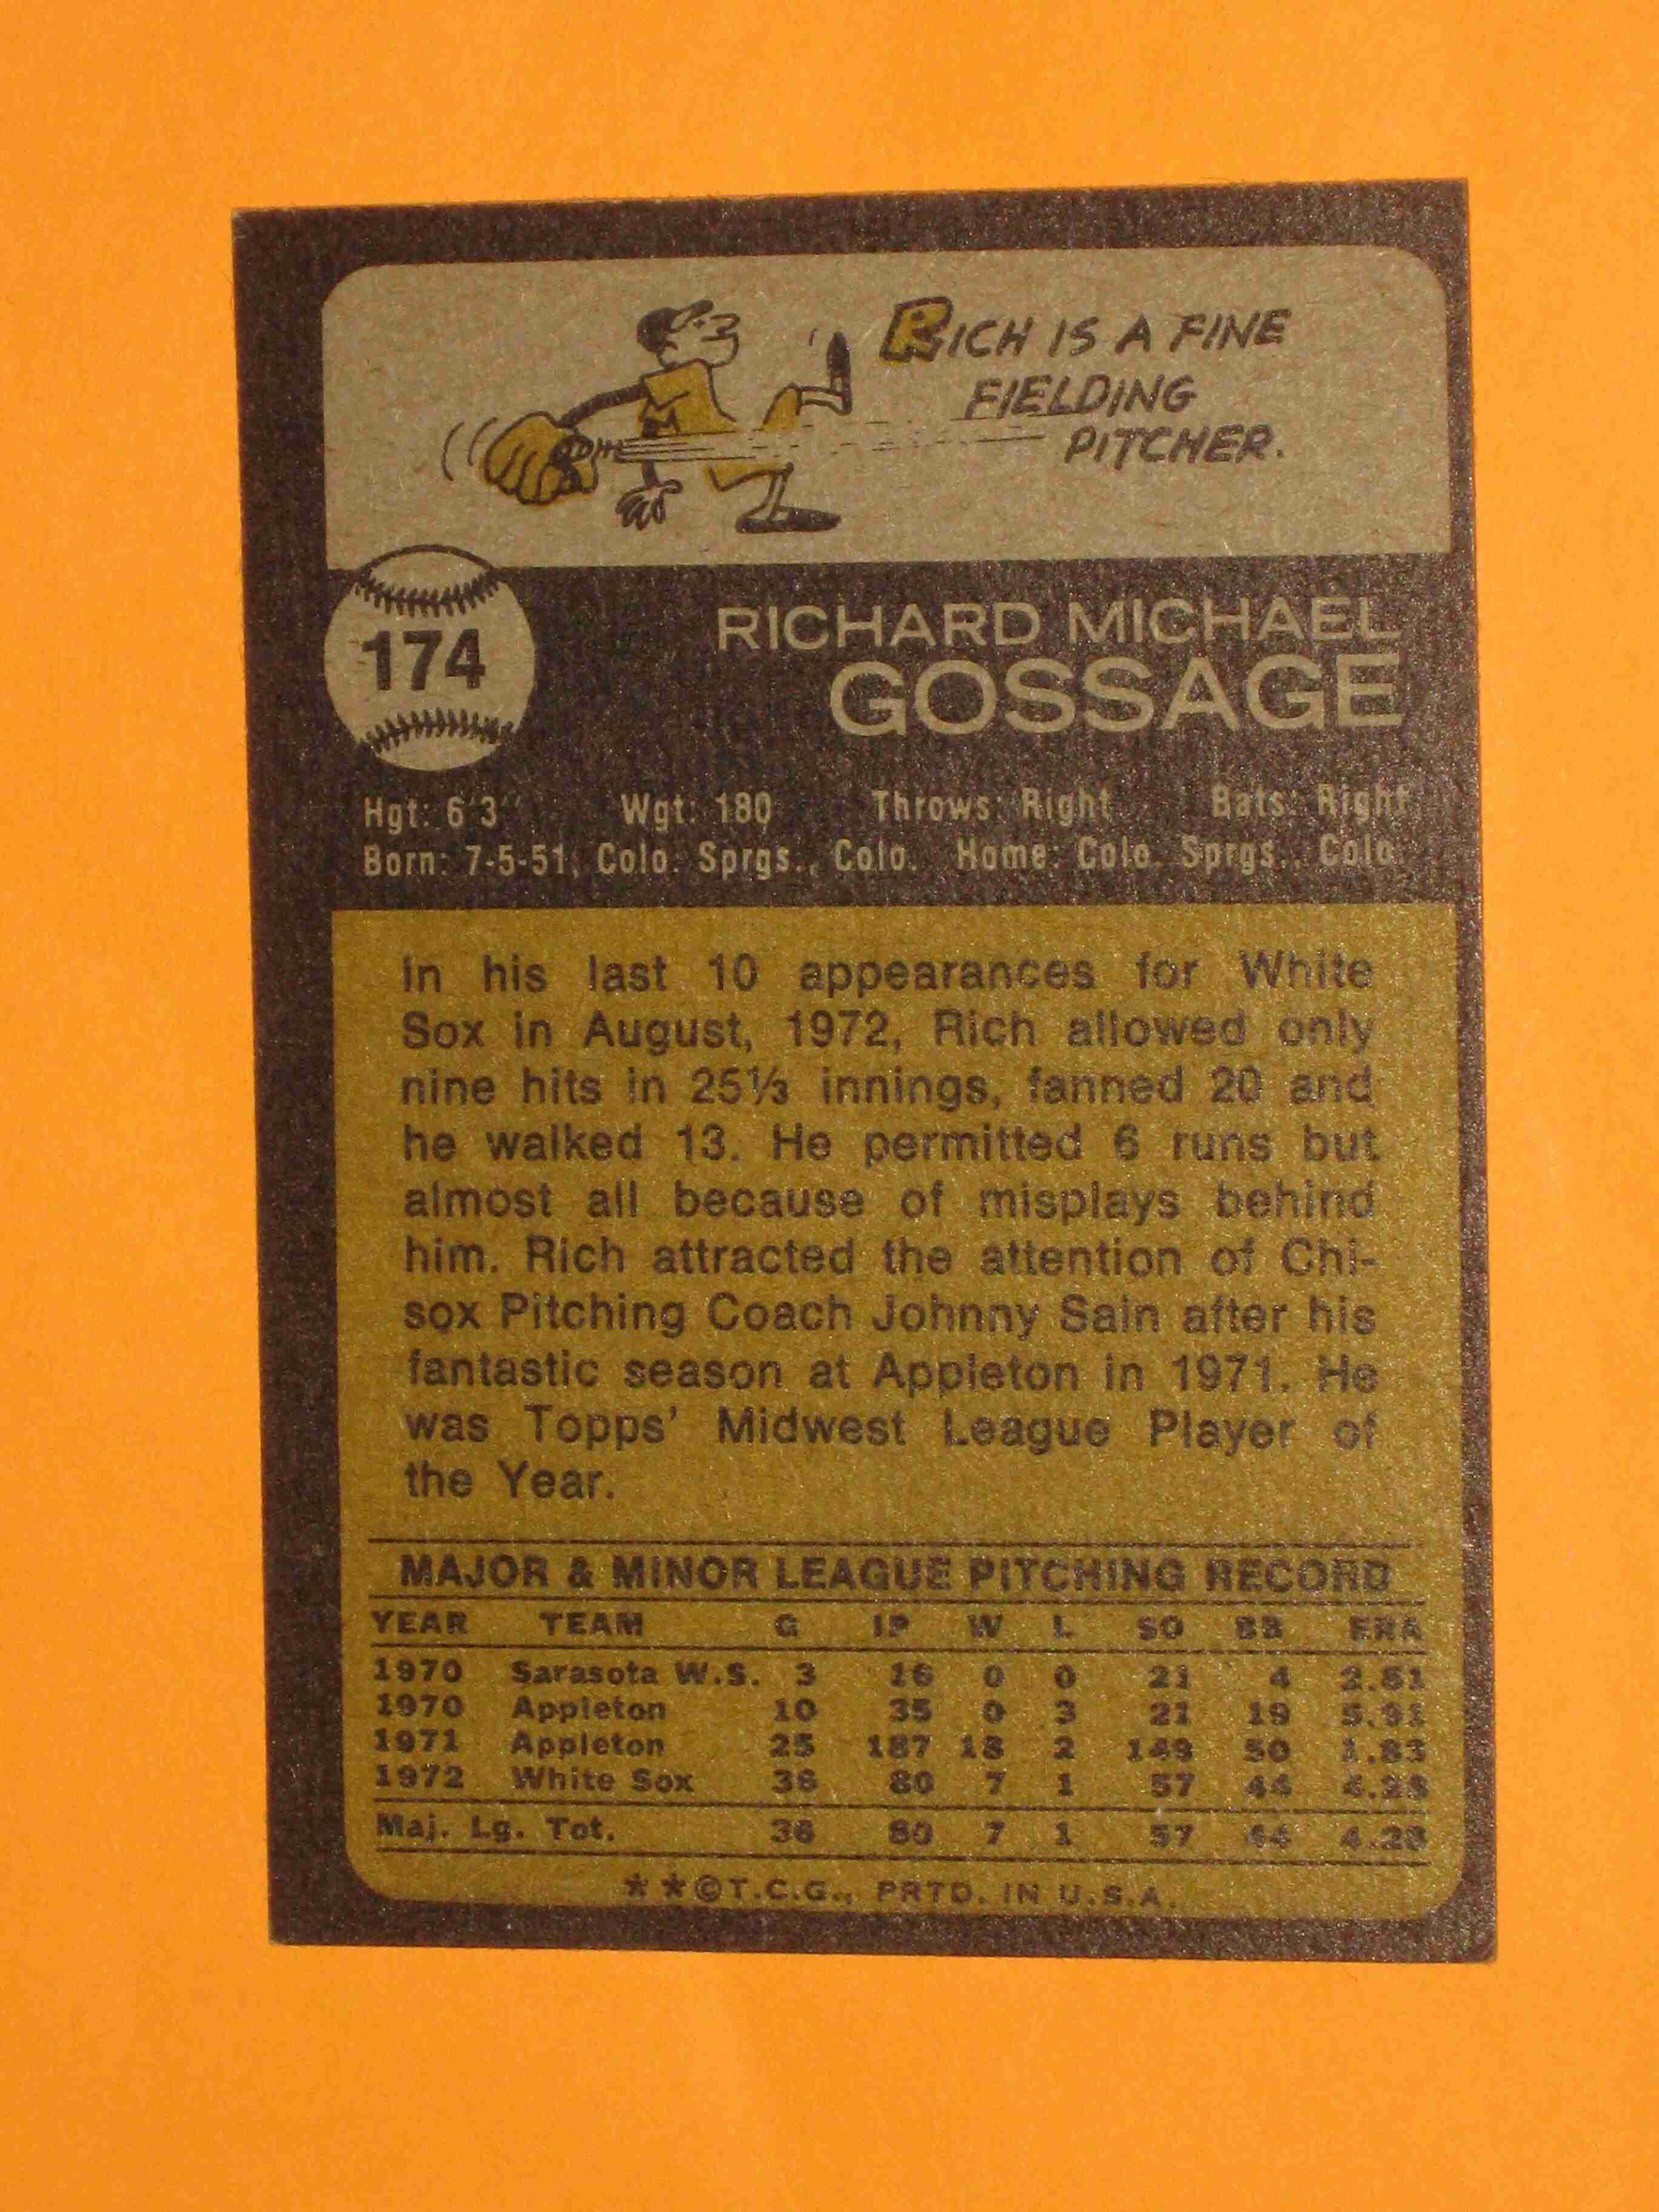 RICH IS A FINE
FIELDING
PITCHER.
174
RICHARD MICHAEL
GOSSAGE
Hgt: 6'3" Wgt: 180 Throws: Right Bats: Right
Born: 7-5-51, Colo. Sprgs., Colo. Home: Colo. Sprgs., Colo.
In his last 10 appearances for White
Sox in August, 1972, Rich allowed only
nine hits in 25⅓ innings, fanned 20 and
he walked 13. He permitted 6 runs but
almost all because of misplays behind
him. Rich attracted the attention of Chi-
sox Pitching Coach Johnny Sain after his
fantastic season at Appleton in 1971. He
was Topps' Midwest League Player of
the Year.
MAJOR & MINOR LEAGUE PITCHING RECORD
YEAR TEAM G IP W L SO BB ERA
1970 Sarasota W.S. 3 16 0 0 21 4 2.81
1970 Appleton 10 35 0 3 21 19 5.91
1971 Appleton 25 187 18 2 149 50 1.83
1972 White Sox 36 80 7 1 57 44 4.28
Maj. Lg. Tot. 36 80 7 1 57 44 4.28
**©T.C.G., PRTD. IN U.S.A.